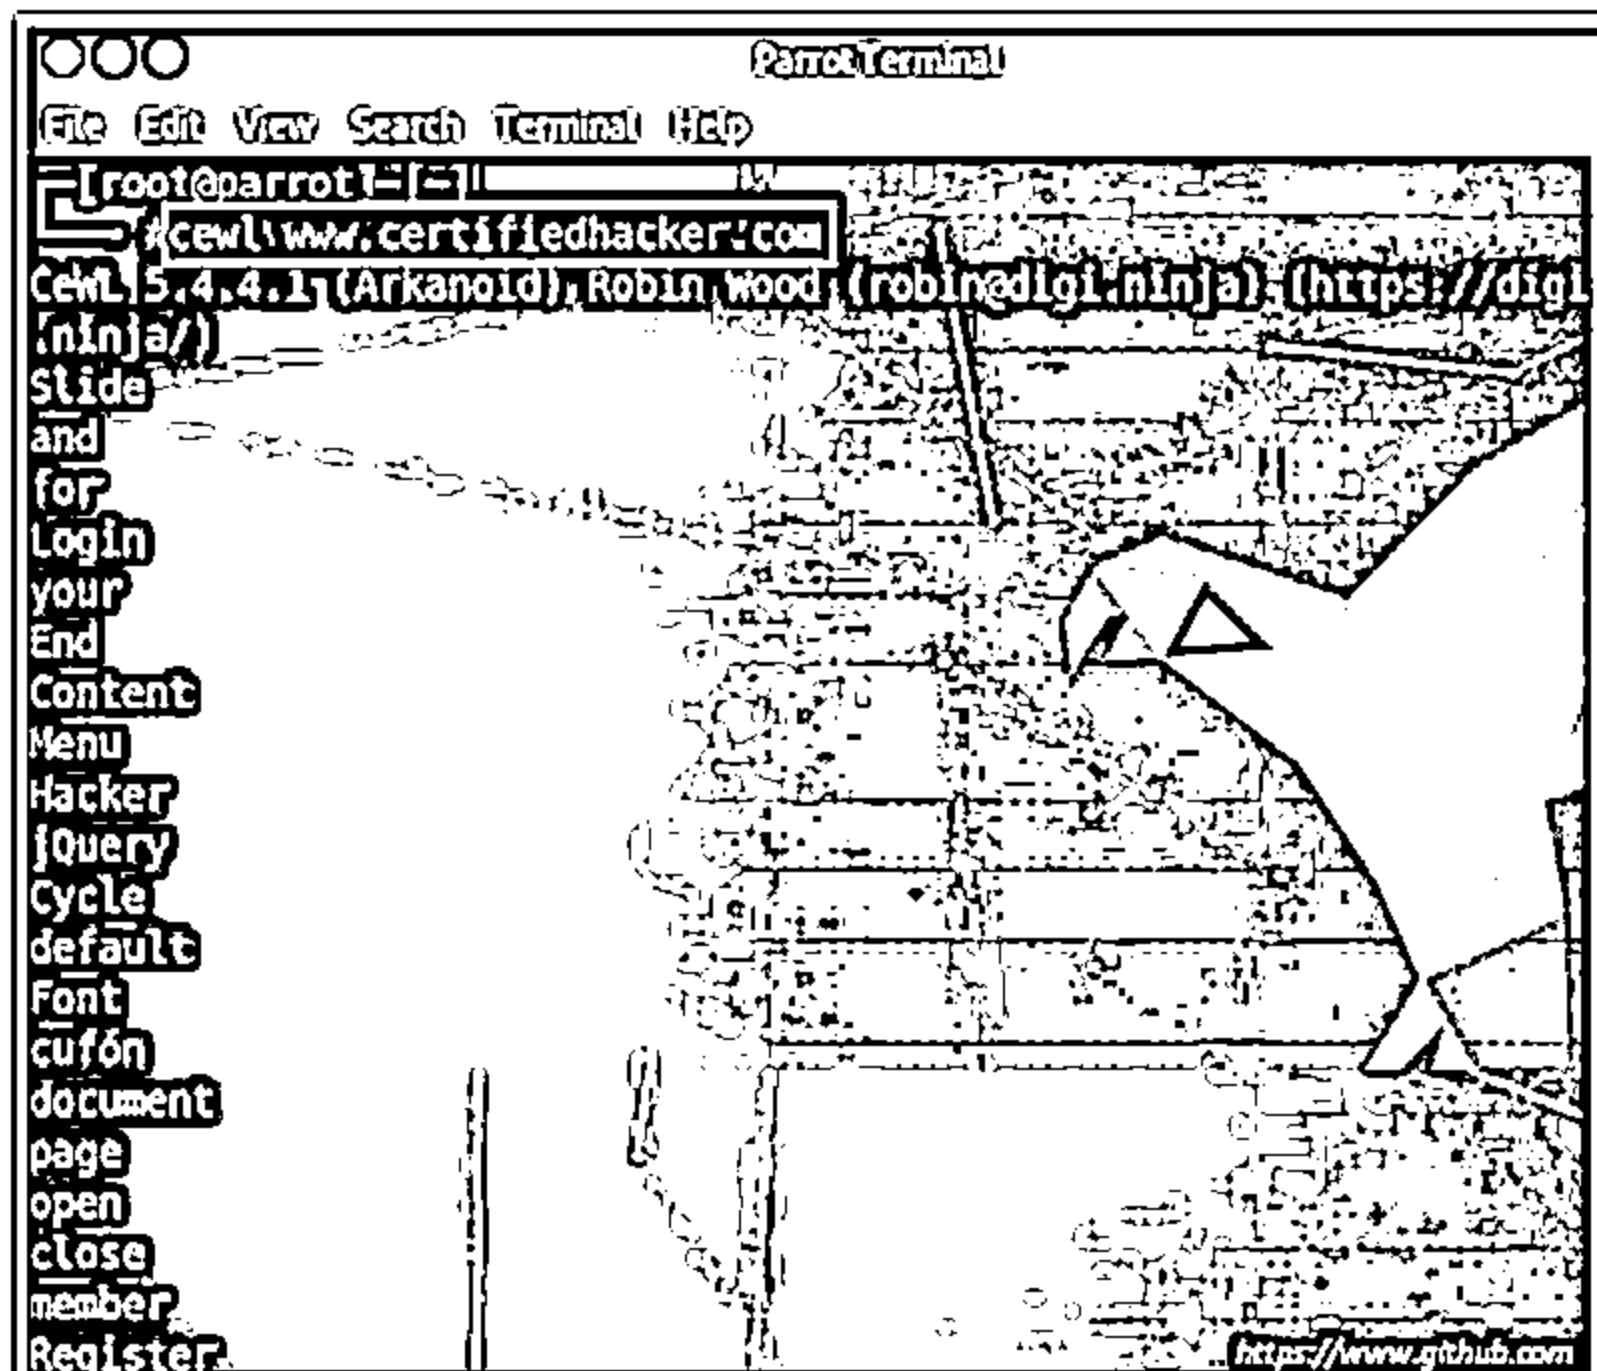 Parrot Terminal
File Edit View Search Terminal Help
[root@parrot]-[~]
#cewl www.certifiedhacker.com
CeWL 5.4.4.1 (Arkanoid) Robin Wood (robin@digi.ninja) (https://digi
.ninja/)
Slide
and
for
Login
your
End
Content
Menu
Hacker
jQuery
Cycle
default
Font
cufón
document
page
open
close
member
Register
https://www.github.com